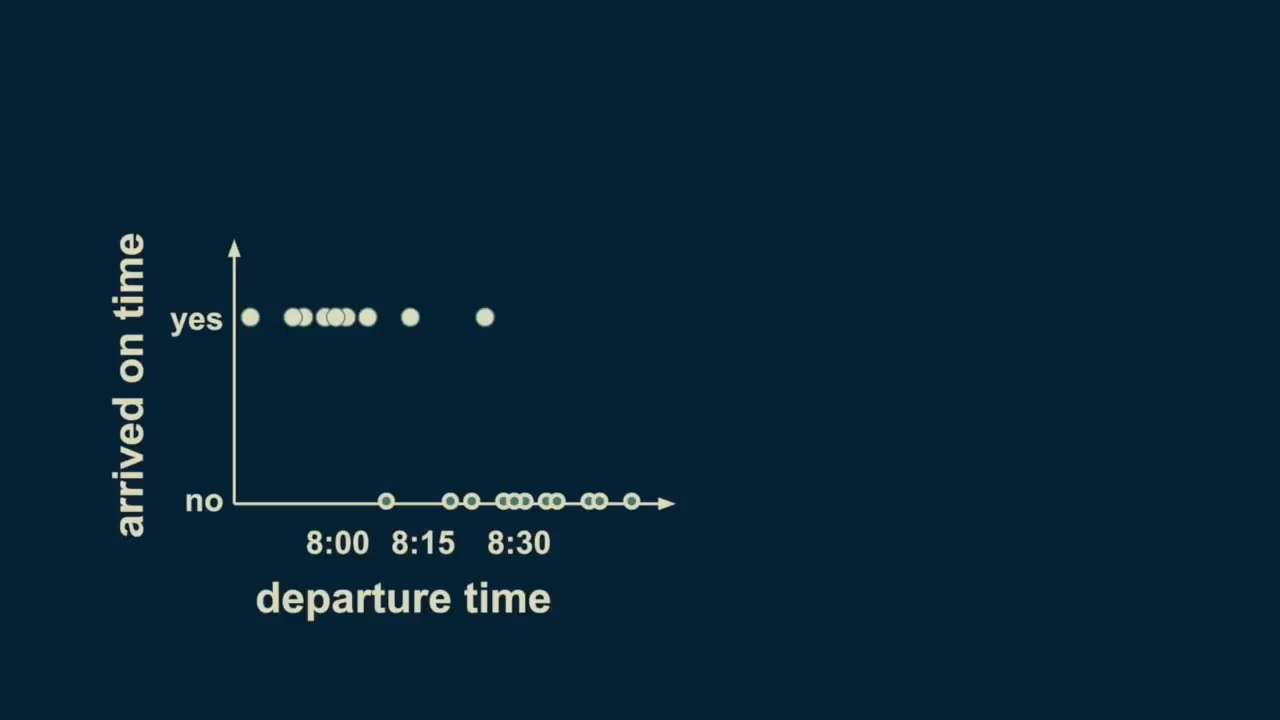 arrived on time
yes
no
8:00 8:15 8:30
departure time